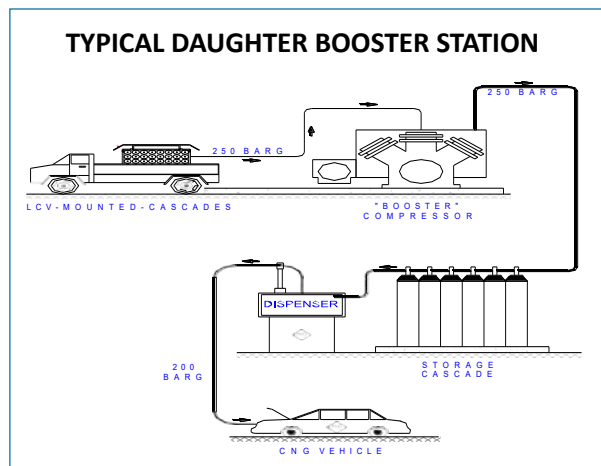 TYPICAL DAUGHTER BOOSTER STATION
250 BARG
250 BARG
LCV-MOUNTED-CASCADES
"BOOSTER"
COMPRESSOR
DISPENSER
200
BARG
STORAGE
CASCADE
CNG VEHICLE